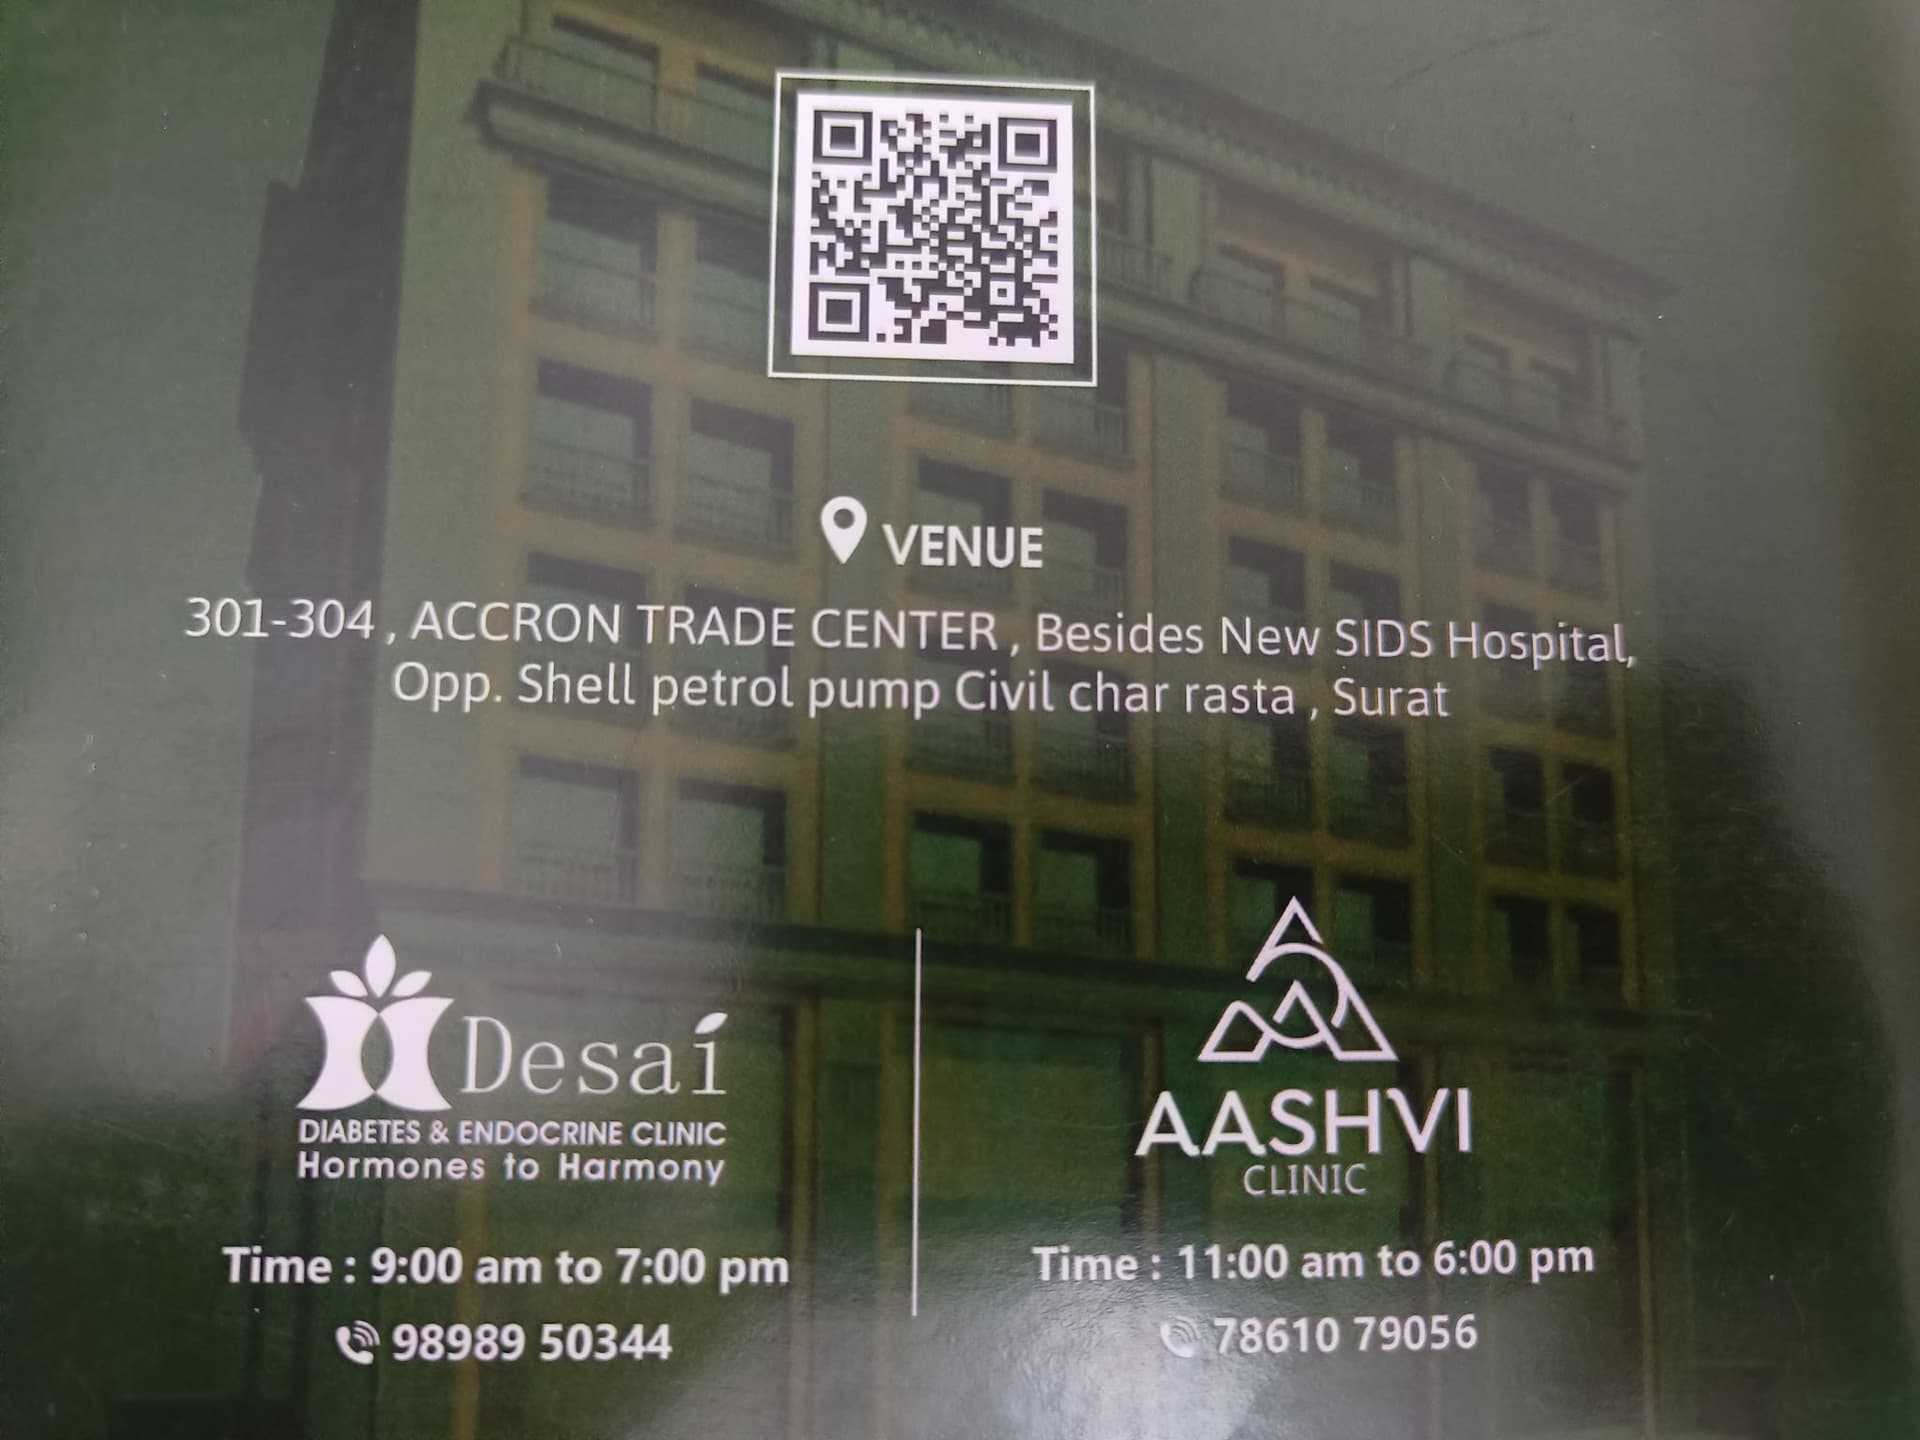 VENUE
301-304 , ACCRON TRADE CENTER , Besides New SIDS Hospital,
Opp. Shell petrol pump Civil char rasta , Surat
Desai
DIABETES & ENDOCRINE CLINIC
Hormones to Harmony
Time : 9:00 am to 7:00 pm
98989 50344
AASHVI
CLINIC
Time : 11:00 am to 6:00 pm
78610 79056